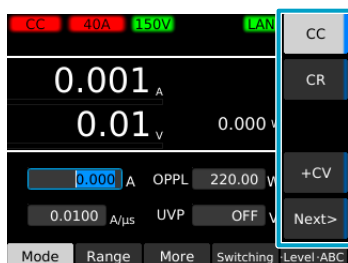 CC 40A 150V LAN CC
0.001 A CR
0.01 V 0.000
0.000 A OPPL 220.00 W +CV
0.0100 A/µs UVP OFF V Next>
Mode Range More Switching ·Level·ABC